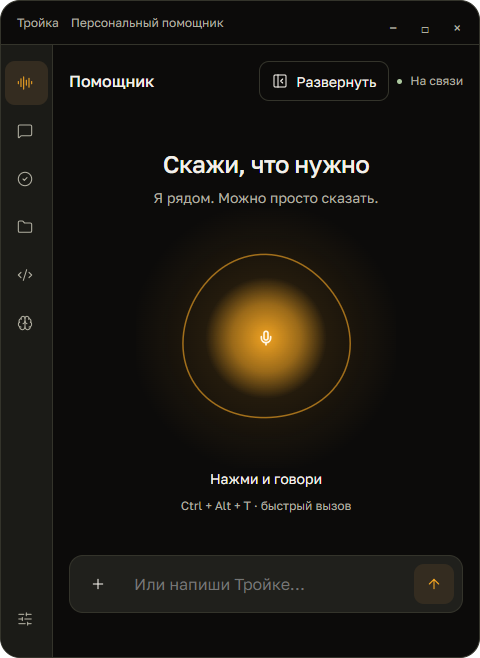 Тройка Персональный помощник
Помощник
Развернуть
На связи
Скажи, что нужно
Я рядом. Можно просто сказать.
Нажми и говори
Ctrl + Alt + T · быстрый вызов
Или напиши Тройке...